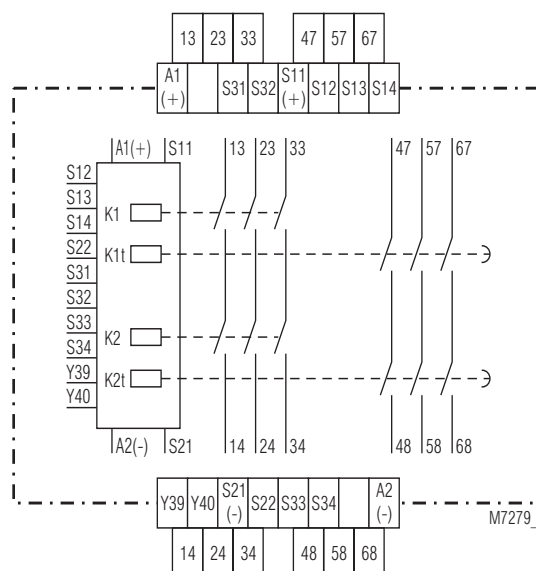 13 23 33 47 57 67
A1 (+) S31 S32 S11 (+) S12 S13 S14
A1(+) S11 13 23 33 47 57 67
S12
S13
K1
S14
S22
K1t
S31
S32
S33
K2
S34
Y39
K2t
Y40
A2(-) S21 14 24 34 48 58 68
Y39 Y40 S21 (-) S22 S33 S34 A2 (-)
M7279_
14 24 34 48 58 68